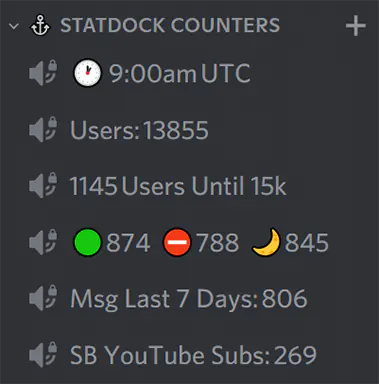 STATDOCK COUNTERS
9:00am UTC
Users: 13855
1145 Users Until 15k
874 788 845
Msg Last 7 Days: 806
SB YouTube Subs: 269